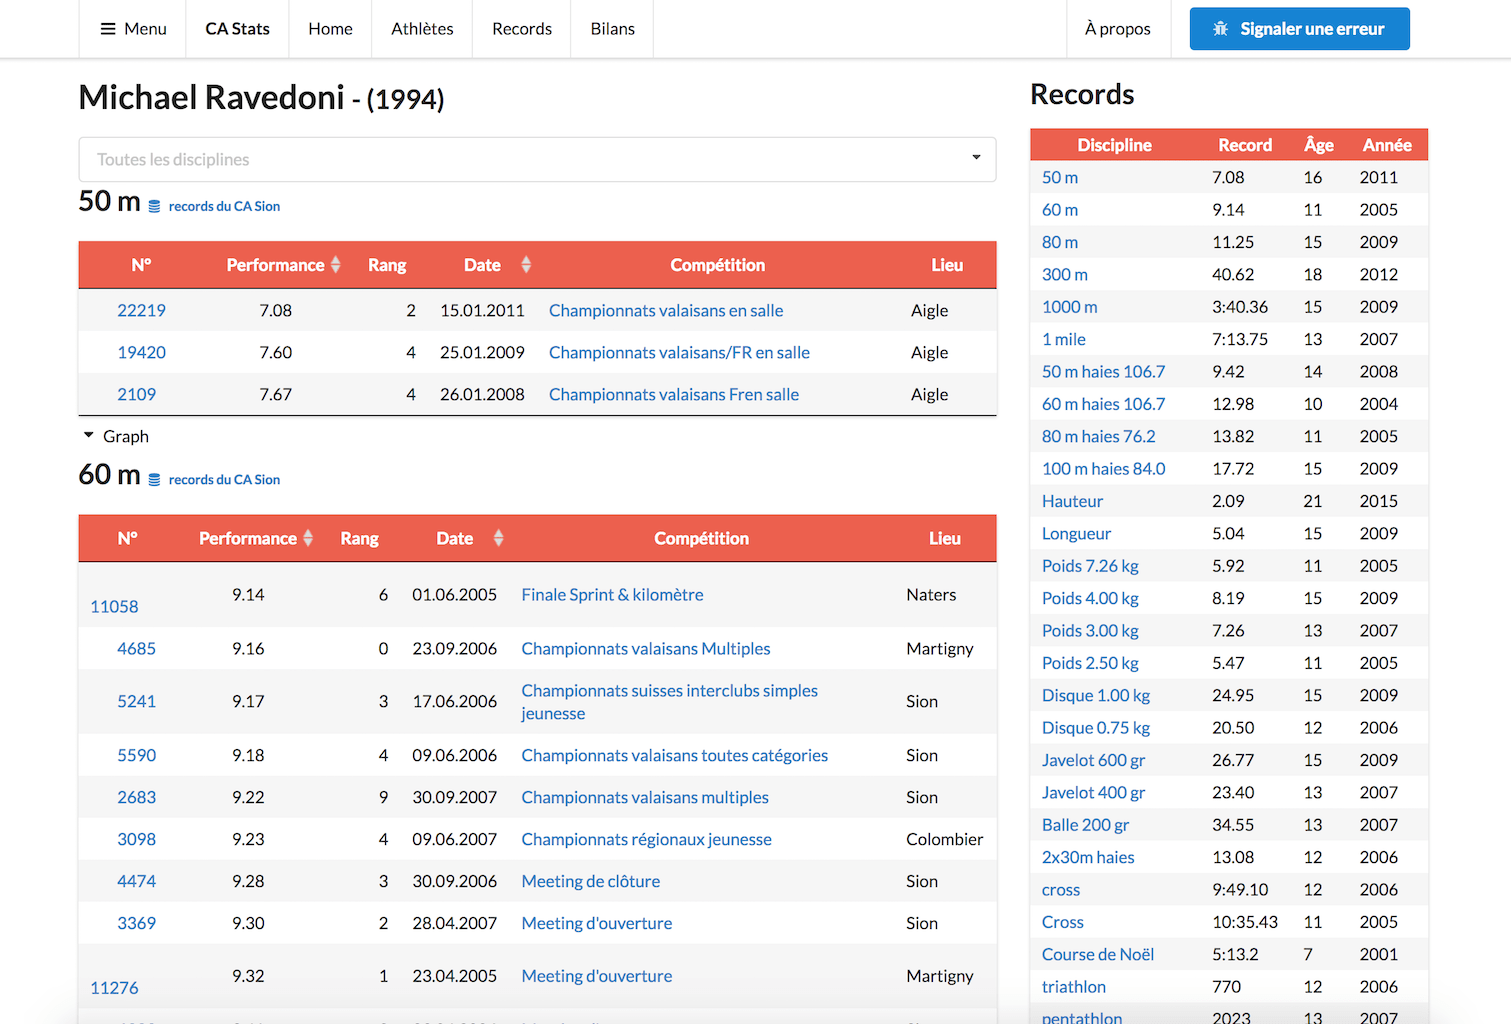 Menu CA Stats Home Athlètes Records Bilans À propos Signaler une erreur
Michael Ravedoni - (1994)
Toutes les disciplines
50 m records du CA Sion
N° Performance Rang Date Compétition Lieu
22219 7.08 2 15.01.2011 Championnats valaisans en salle Aigle
19420 7.60 4 25.01.2009 Championnats valaisans/FR en salle Aigle
2109 7.67 4 26.01.2008 Championnats valaisans Fren salle Aigle
Graph
60 m records du CA Sion
N° Performance Rang Date Compétition Lieu
11058 9.14 6 01.06.2005 Finale Sprint & kilomètre Naters
4685 9.16 0 23.09.2006 Championnats valaisans Multiples Martigny
5241 9.17 3 17.06.2006 Championnats suisses interclubs simples
jeunesse Sion
5590 9.18 4 09.06.2006 Championnats valaisans toutes catégories Sion
2683 9.22 9 30.09.2007 Championnats valaisans multiples Sion
3098 9.23 4 09.06.2007 Championnats régionaux jeunesse Colombier
4474 9.28 3 30.09.2006 Meeting de clôture Sion
3369 9.30 2 28.04.2007 Meeting d'ouverture Sion
11276 9.32 1 23.04.2005 Meeting d'ouverture Martigny
Records
Discipline Record Âge Année
50 m 7.08 16 2011
60 m 9.14 11 2005
80 m 11.25 15 2009
300 m 40.62 18 2012
1000 m 3:40.36 15 2009
1 mile 7:13.75 13 2007
50 m haies 106.7 9.42 14 2008
60 m haies 106.7 12.98 10 2004
80 m haies 76.2 13.82 11 2005
100 m haies 84.0 17.72 15 2009
Hauteur 2.09 21 2015
Longueur 5.04 15 2009
Poids 7.26 kg 5.92 11 2005
Poids 4.00 kg 8.19 15 2009
Poids 3.00 kg 7.26 13 2007
Poids 2.50 kg 5.47 11 2005
Disque 1.00 kg 24.95 15 2009
Disque 0.75 kg 20.50 12 2006
Javelot 600 gr 26.77 15 2009
Javelot 400 gr 23.40 13 2007
Balle 200 gr 34.55 13 2007
2x30m haies 13.08 12 2006
cross 9:49.10 12 2006
Cross 10:35.43 11 2005
Course de Noël 5:13.2 7 2001
triathlon 770 12 2006
pentathlon 2023 13 2007